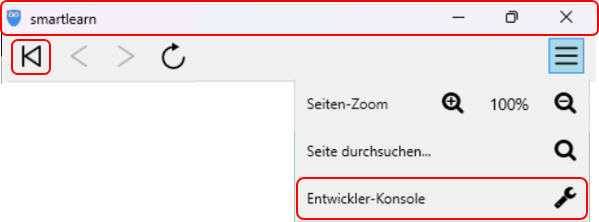 smartlearn
Seiten-Zoom 100%
Seite durchsuchen...
Entwickler-Konsole